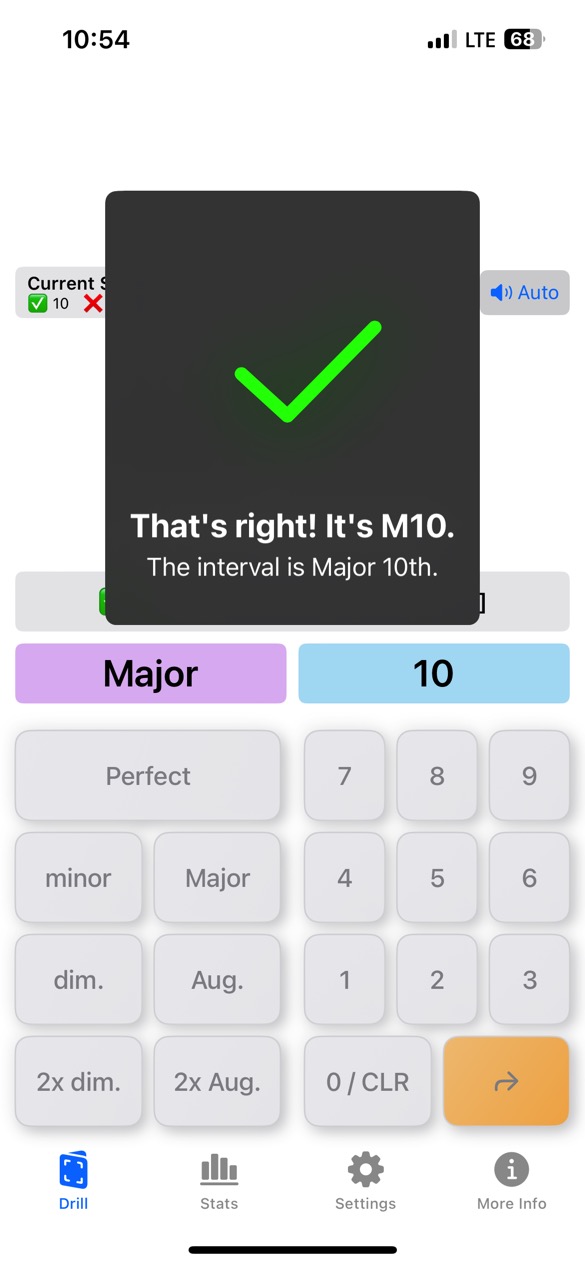 10:54
LTE 68
Current
✅ 10 ❌
Auto
That's right! It's M10.
The interval is Major 10th.
]
Major
10
Perfect
7
8
9
minor
Major
4
5
6
dim.
Aug.
1
2
3
2x dim.
2x Aug.
0 / CLR
Drill
Stats
Settings
More Info